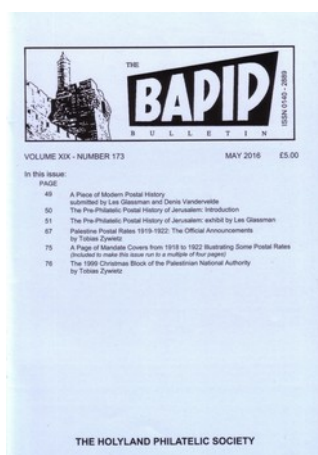 THE
BAPIP
BULLETIN
ISSN 0140 - 2889
VOLUME XIX - NUMBER 173 MAY 2016 £5.00
In this issue:
PAGE
49 A Piece of Modern Postal History
submitted by Les Glassman and Denis Vandervelde
50 The Pre-Philatelic Postal History of Jerusalem: Introduction
51 The Pre-Philatelic Postal History of Jerusalem: exhibit by Les Glassman
67 Palestine Postal Rates 1919-1922: The Official Announcements
by Tobias Zywietz
75 A Page of Mandate Covers from 1918 to 1922 Illustrating Some Postal Rates
(Included to make this issue run to a multiple of four pages)
76 The 1999 Christmas Block of the Palestinian National Authority
by Tobias Zywietz
THE HOLYLAND PHILATELIC SOCIETY